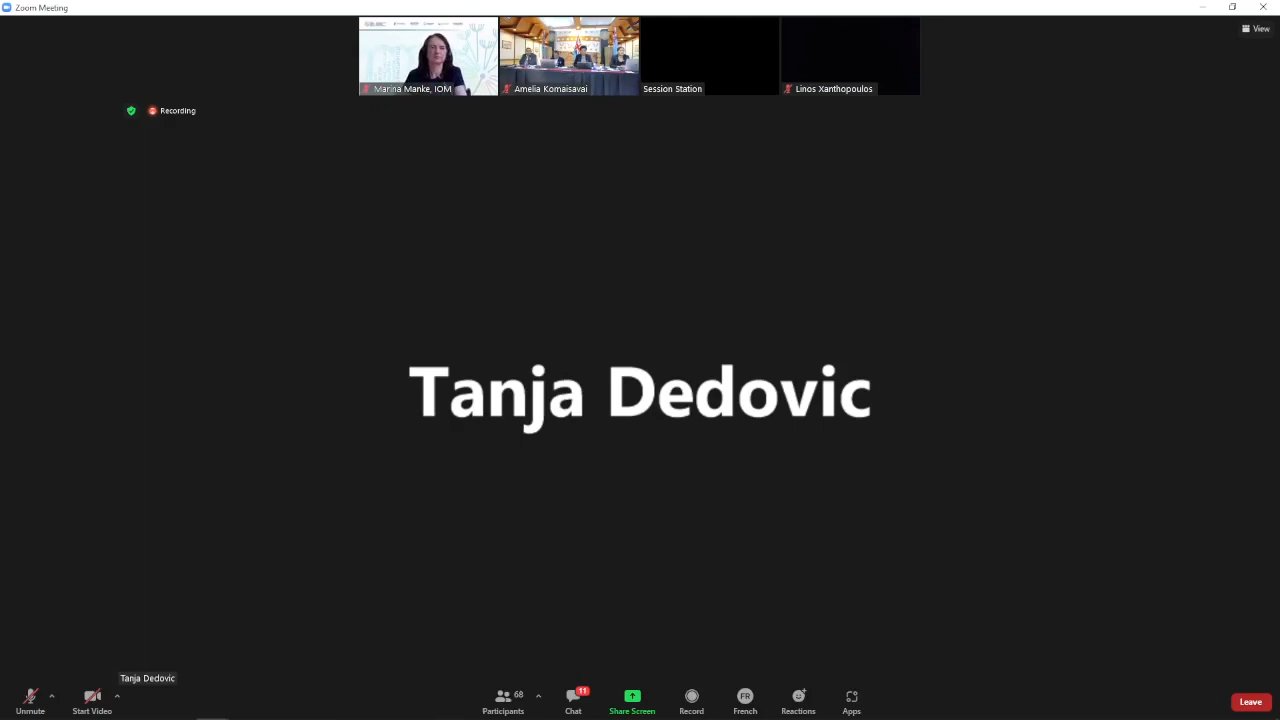 Zoom Meeting
View
Marina Manke, IOM
Amelia Komaisavai
Session Station
Linos Xanthopoulos
Recording
Tanja Dedovic
Tanja Dedovic
Unmute
Start Video
68
Participants
11
Chat
Share Screen
Record
FR
French
Reactions
Apps
Leave